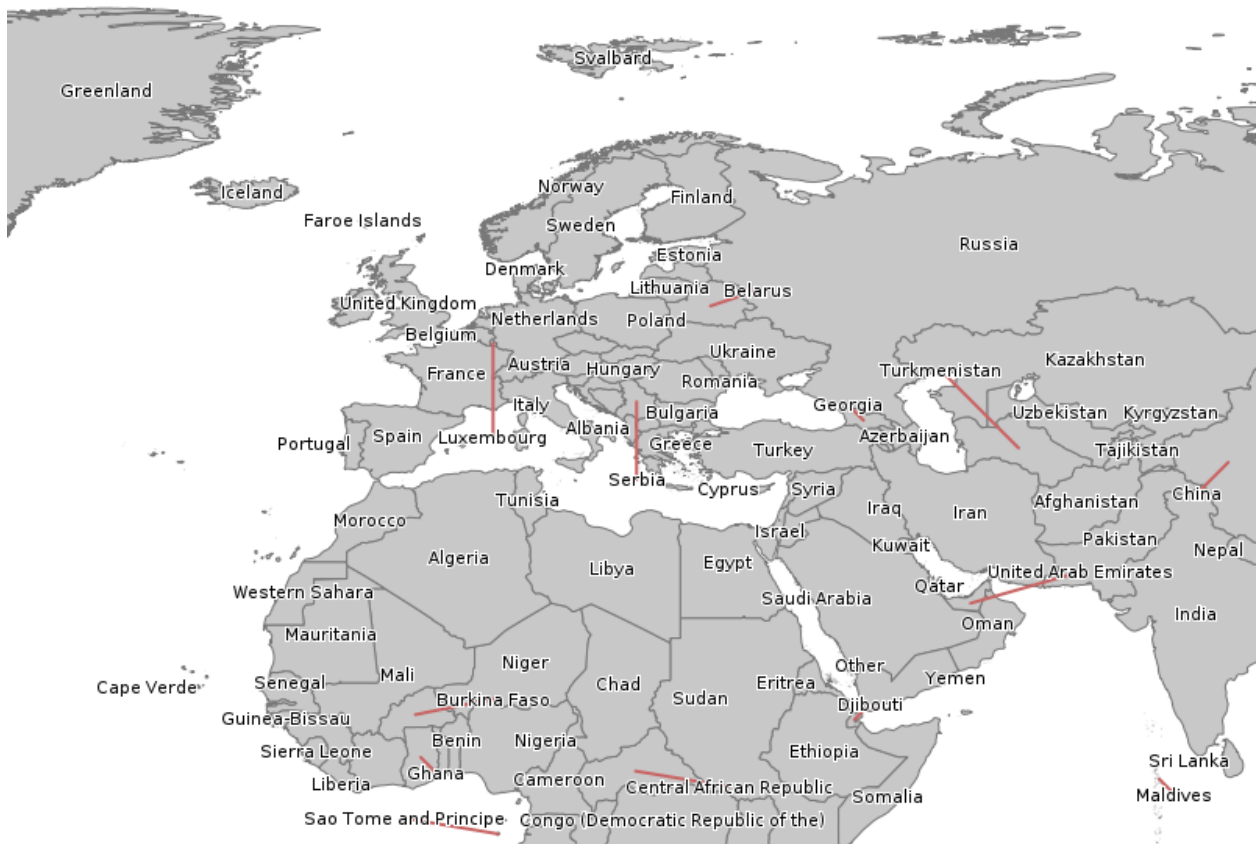 Svalbard
Greenland
Norway
Iceland
Finland
Faroe Islands
Sweden
Russia
Estonia
Denmark
Lithuania
Belarus
United Kingdom
Netherlands
Poland
Belgium
Ukraine
Kazakhstan
Austria
Hungary
Turkmenistan
France
Romania
Italy
Georgia
Bulgaria
Uzbekistan
Kyrgyzstan
Albania
Azerbaijan
Portugal
Spain
Luxembourg
Greece
Turkey
Tajikistan
Serbia
Cyprus
Syria
China
Tunisia
Afghanistan
Iraq
Iran
Morocco
Israel
Pakistan
Kuwait
Nepal
Algeria
Egypt
Libya
United Arab Emirates
Qatar
Western Sahara
Saudi Arabia
India
Oman
Mauritania
Niger
Other
Mali
Yemen
Cape Verde
Senegal
Chad
Eritrea
Burkina Faso
Sudan
Djibouti
Guinea-Bissau
Benin
Nigeria
Sierra Leone
Ethiopia
Sri Lanka
Ghana
Liberia
Cameroon
Central African Republic
Somalia
Maldives
Sao Tome and Principe
Congo (Democratic Republic of the)